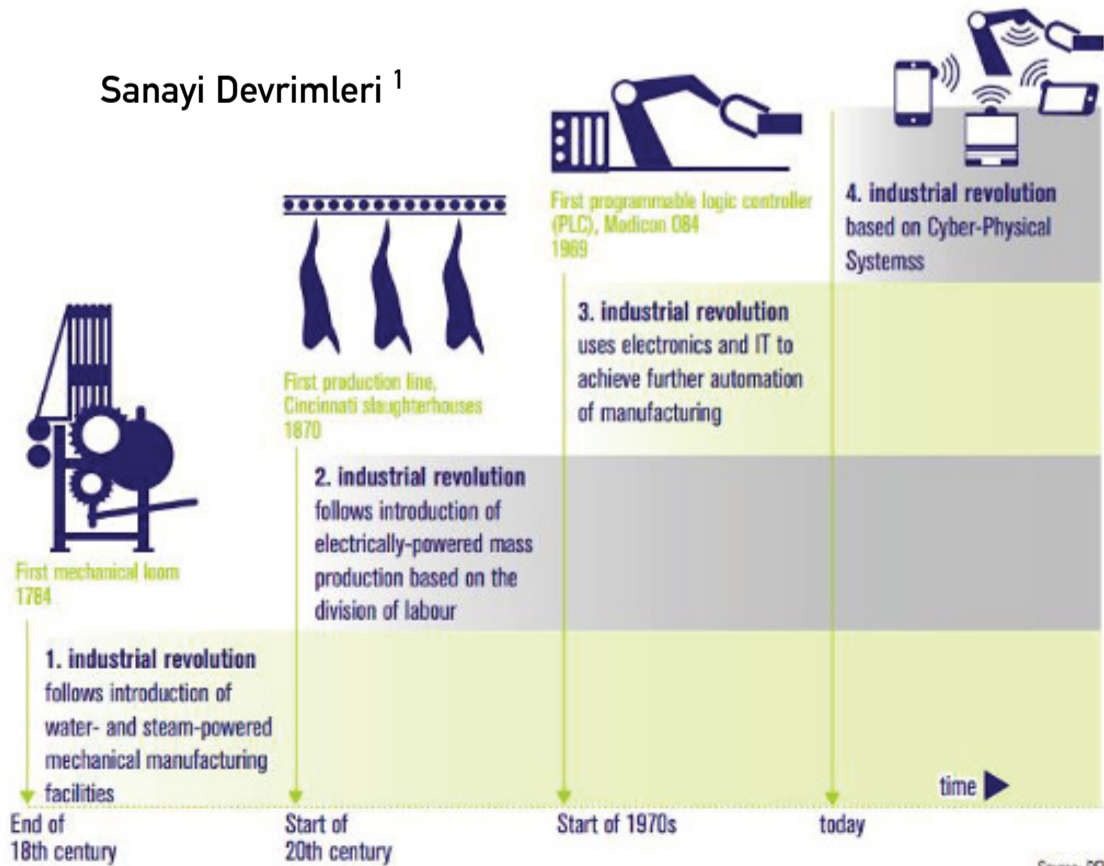 Sanayi Devrimleri 1
First mechanical loom
1784
1. industrial revolution
follows introduction of
water- and steam-powered
mechanical manufacturing
facilities
End of
18th century
First production line,
Cincinnati slaughterhouses
1870
2. industrial revolution
follows introduction of
electrically-powered mass
production based on the
division of labour
Start of
20th century
First programmable logic controller
(PLC), Modicon 084
1969
3. industrial revolution
uses electronics and IT to
achieve further automation
of manufacturing
Start of 1970s
4. industrial revolution
based on Cyber-Physical
Systemss
today
time